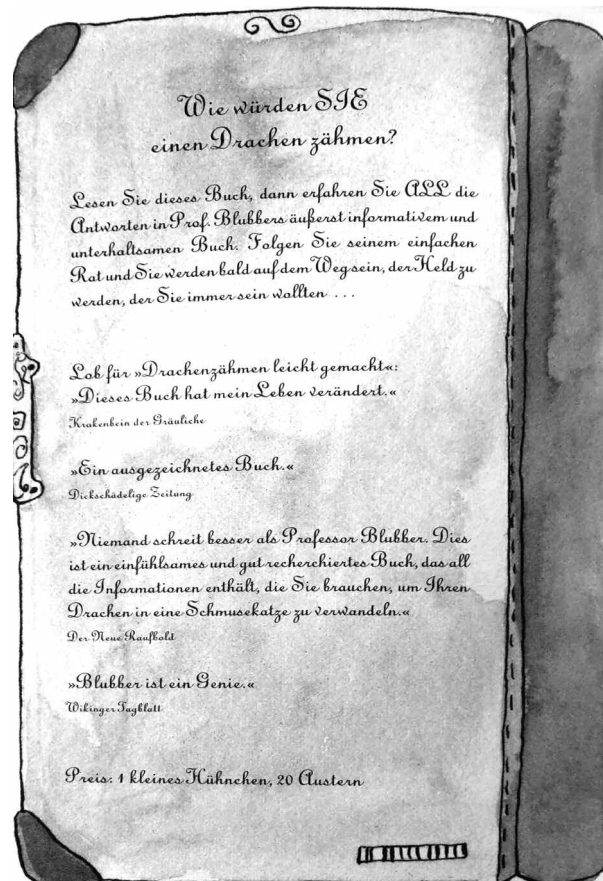 Wie würden SIE
einen Drachen zähmen?
Lesen Sie dieses Buch, dann erfahren Sie ALL die
Antworten in Prof. Blubbers äußerst informativem und
unterhaltsamen Buch. Folgen Sie seinem einfachen
Rat und Sie werden bald auf dem Weg sein, der Held zu
werden, der Sie immer sein wollten ...
Lob für »Drachenzähmen leicht gemacht«:
»Dieses Buch hat mein Leben verändert.«
Krakenbein der Gräuliche
»Ein ausgezeichnetes Buch.«
Dickschädelige Zeitung
»Niemand schreit besser als Professor Blubber. Dies
ist ein einfühlsames und gut recherchiertes Buch, das all
die Informationen enthält, die Sie brauchen, um Ihren
Drachen in eine Schmusekatze zu verwandeln.«
Der Neue Raufbold
»Blubber ist ein Genie.«
Wikinger Tagblatt
Preis: 1 kleines Hühnchen, 20 Austern